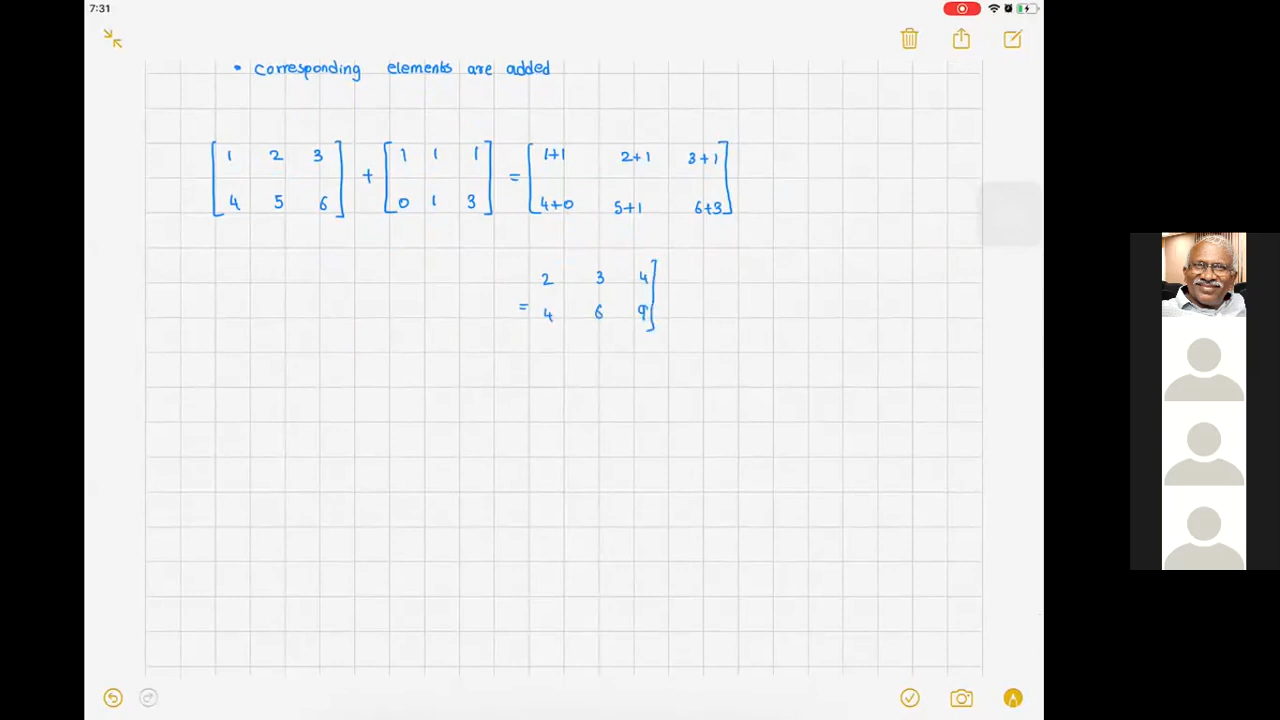 7:31
• corresponding elements are added
[1 2 3] + [1 1 1] = [1+1 2+1 3+1]
[4 5 6] [0 1 3] [4+0 5+1 6+3]
= 2 3 4]
4 6 9]